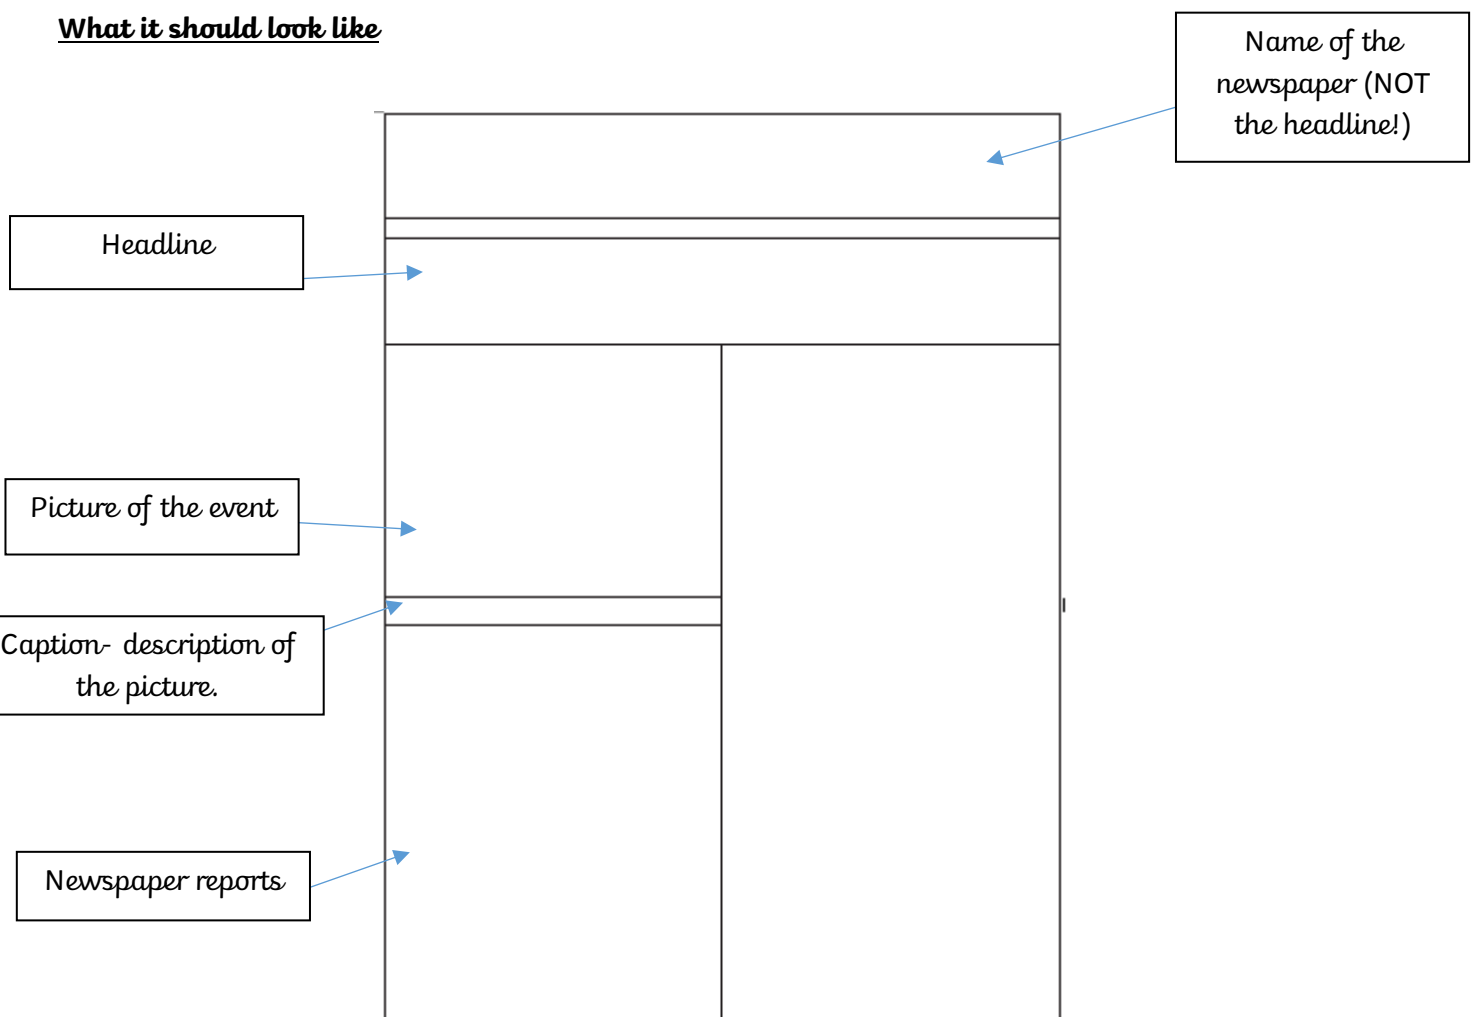 What it should look like
Name of the
newspaper (NOT
the headline!)
Headline
Picture of the event
Caption- description of
the picture.
Newspaper reports